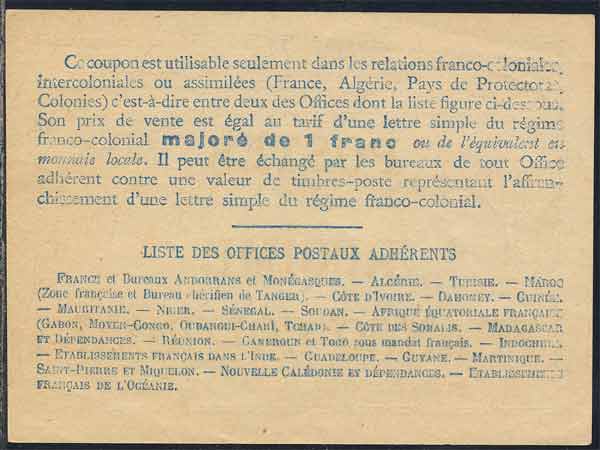 Ce coupon est utilisable seulement dans les relations franco-coloniales,
intercoloniales ou assimilées (France, Algérie, Pays de Protectorat,
Colonies) c'est-à-dire entre deux des Offices dont la liste figure ci-dessous.
Son prix de vente est égal au tarif d'une lettre simple du régime
franco-colonial majoré de 1 franc ou de l'équivalent en
monnaie locale. Il peut être échangé par les bureaux de tout Office
adhérent contre une valeur de timbres-poste représentant l'affran-
chissement d'une lettre simple du régime franco-colonial.
LISTE DES OFFICES POSTAUX ADHÉRENTS
FRANCE et Bureaux ANDORRANS et MONÉGASQUES. — ALGÉRIE. — TUNISIE. — MAROC
(Zone française et Bureau chérifien de TANGER). — CÔTE D'IVOIRE. — DAHOMEY. — GUINÉE.
— MAURITANIE. — NIGER. — SÉNÉGAL. — SOUDAN. — AFRIQUE ÉQUATORIALE FRANÇAISE
(GABON, MOYEN-CONGO, OUBANGUI-CHARI, TCHAD). — CÔTE DES SOMALIS. — MADAGASCAR
ET DÉPENDANCES. — RÉUNION. — CAMEROUN et TOGO sous mandat français. — INDOCHINE.
— ETABLISSEMENTS FRANÇAIS DANS L'INDE. — GUADELOUPE. — GUYANE. — MARTINIQUE. —
SAINT-PIERRE ET MIQUELON. — NOUVELLE CALÉDONIE ET DÉPENDANCES. — ETABLISSEMENTS
FRANÇAIS DE L'OCÉANIE.